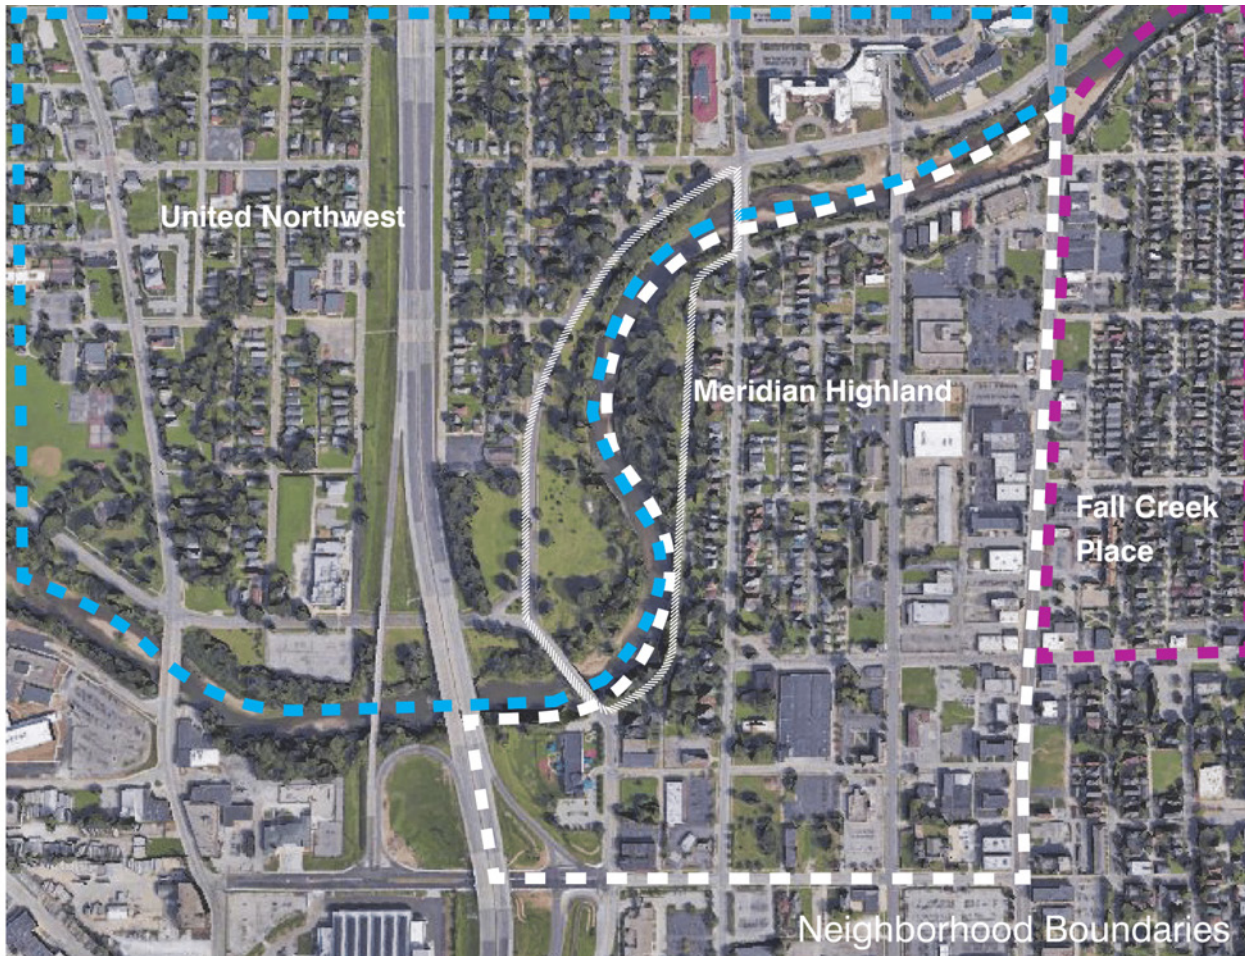 United Northwest
Meridian Highland
Fall Creek
Place
Neighborhood Boundaries